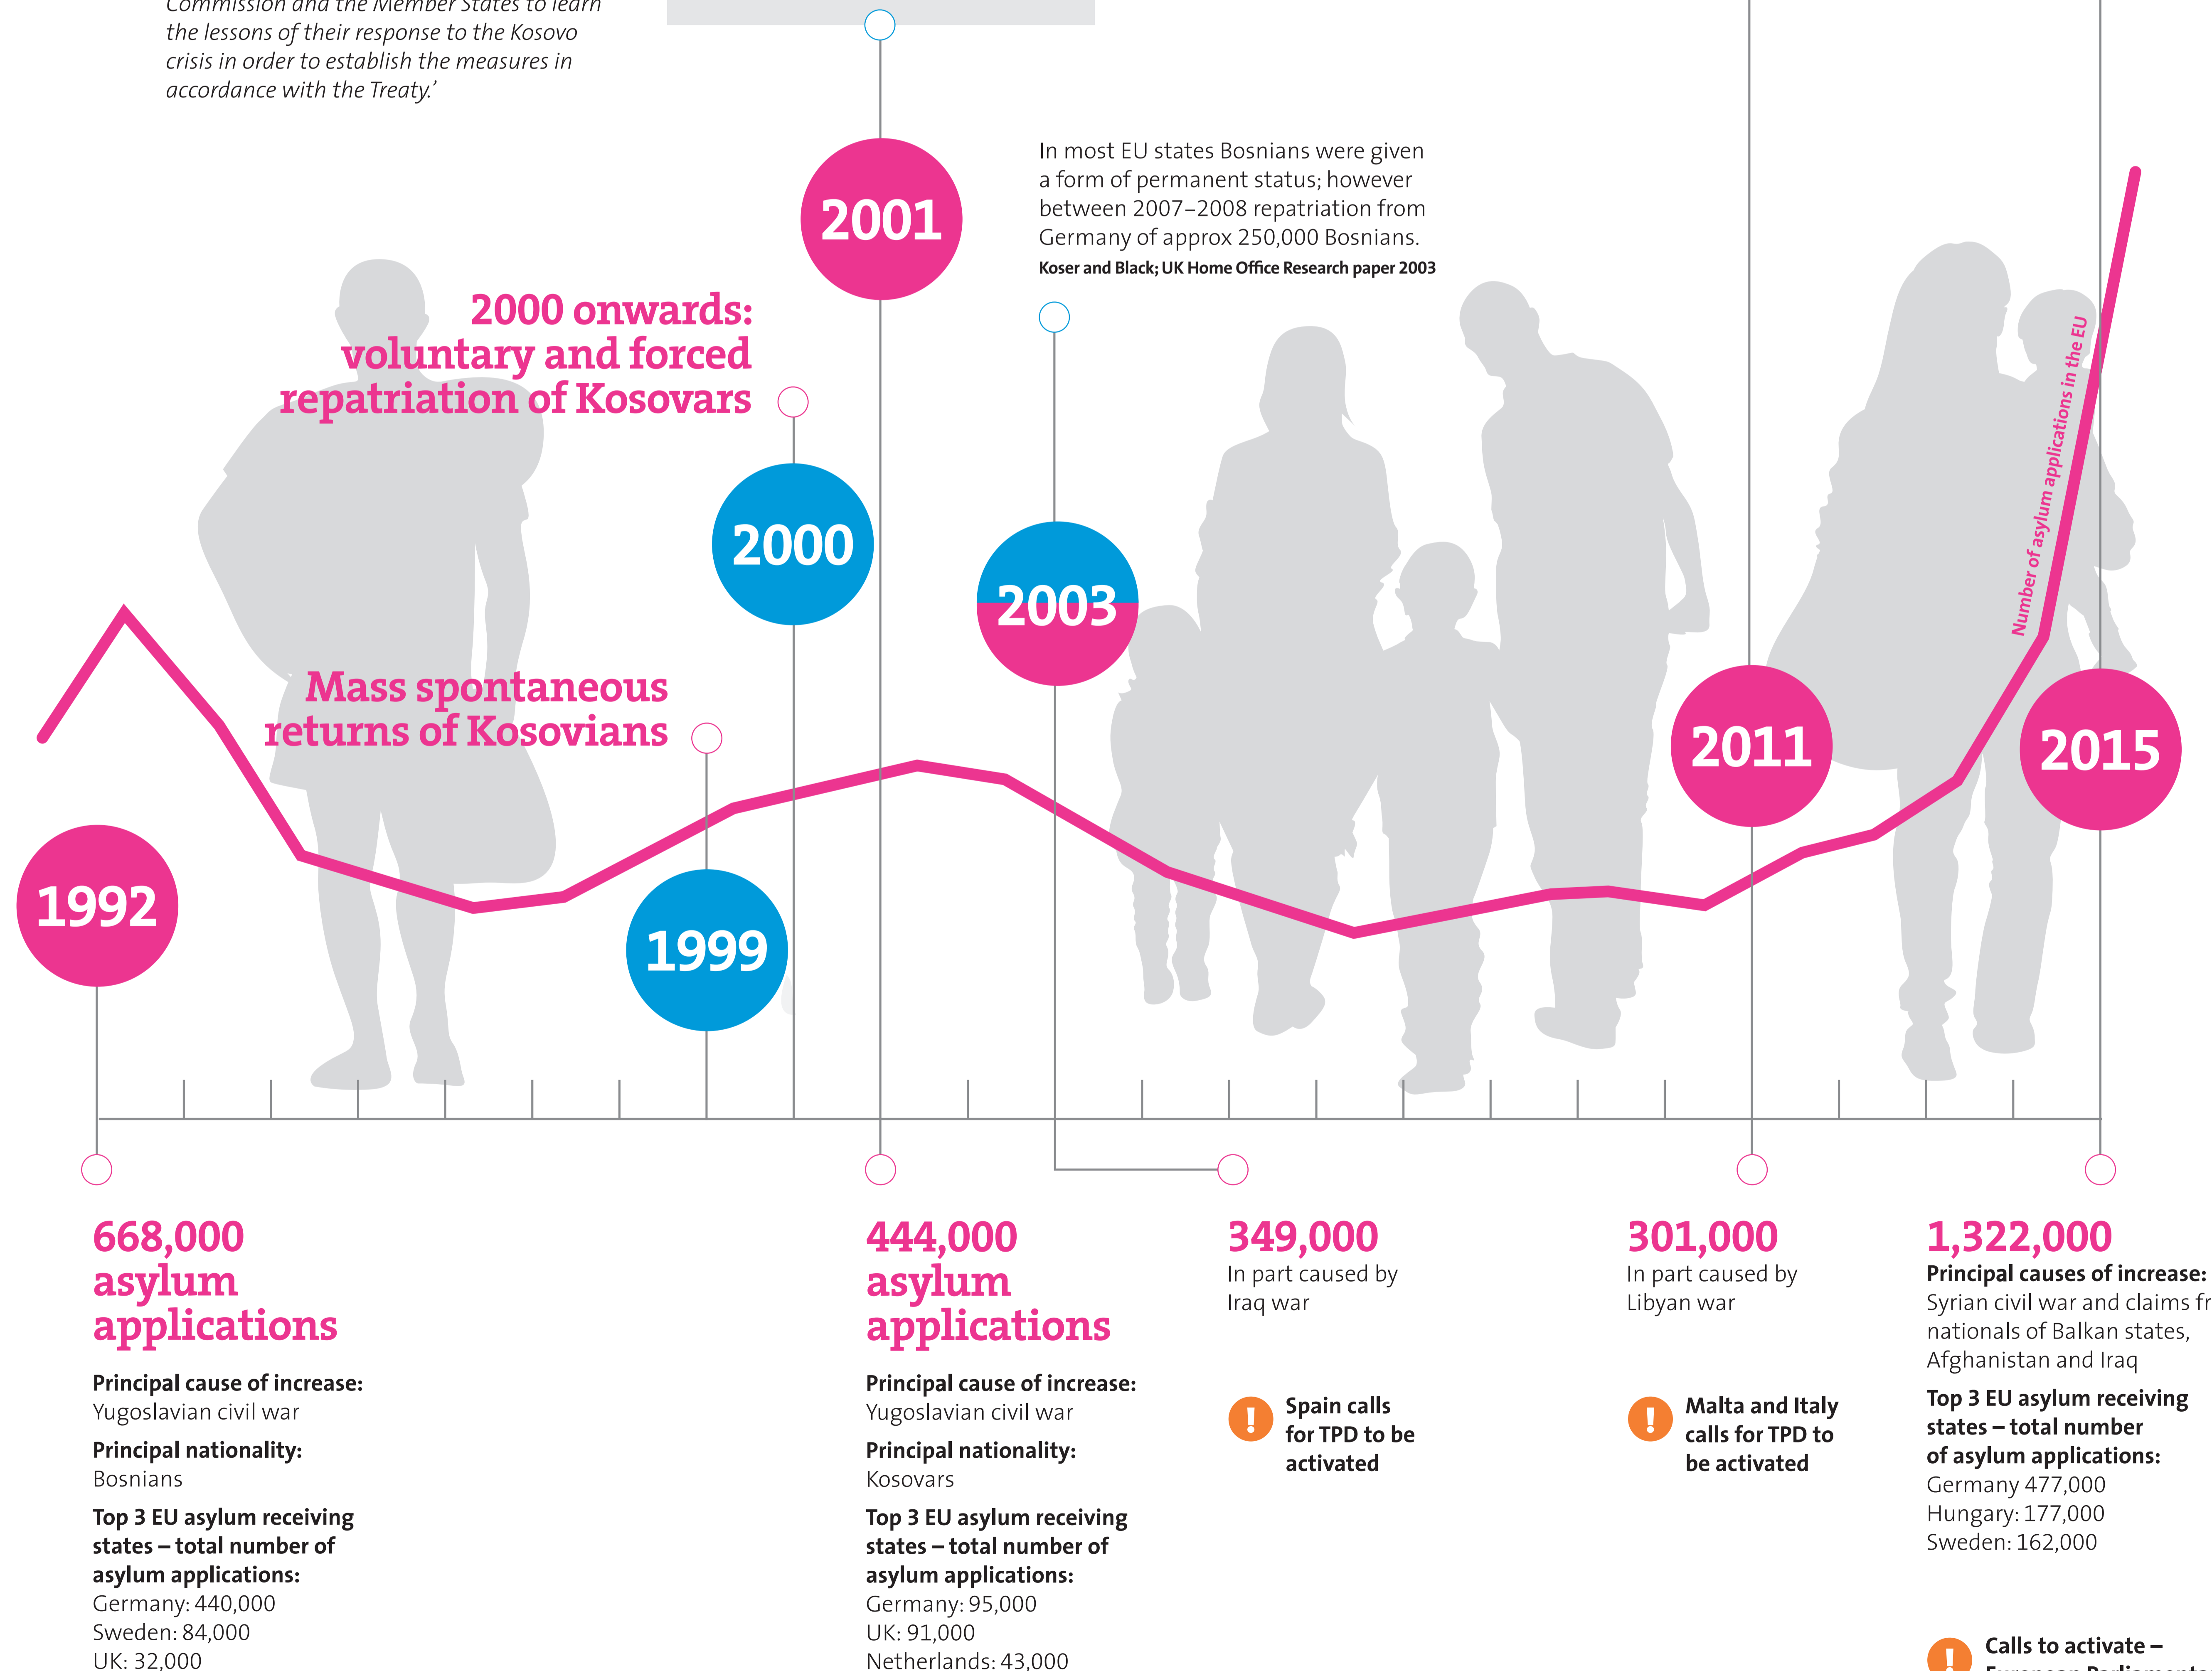 Commission and the Member States to learn
the lessons of their response to the Kosovo
crisis in order to establish the measures in
accordance with the Treaty.’
2001
In most EU states Bosnians were given
a form of permanent status; however
between 2007–2008 repatriation from
Germany of approx 250,000 Bosnians.
Koser and Black; UK Home Office Research paper 2003
2000 onwards:
voluntary and forced
repatriation of Kosovars
2000
2003
Number of asylum applications in the EU
Mass spontaneous
returns of Kosovians
2011
2015
1992
1999
668,000
asylum
applications
Principal cause of increase:
Yugoslavian civil war
Principal nationality:
Bosnians
Top 3 EU asylum receiving
states – total number of
asylum applications:
Germany: 440,000
Sweden: 84,000
UK: 32,000
444,000
asylum
applications
Principal cause of increase:
Yugoslavian civil war
Principal nationality:
Kosovars
Top 3 EU asylum receiving
states – total number of
asylum applications:
Germany: 95,000
UK: 91,000
Netherlands: 43,000
349,000
In part caused by
Iraq war
! Spain calls
for TPD to be
activated
301,000
In part caused by
Libyan war
! Malta and Italy
calls for TPD to
be activated
1,322,000
Principal causes of increase:
Syrian civil war and claims fr
nationals of Balkan states,
Afghanistan and Iraq
Top 3 EU asylum receiving
states – total number
of asylum applications:
Germany 477,000
Hungary: 177,000
Sweden: 162,000
! Calls to activate –